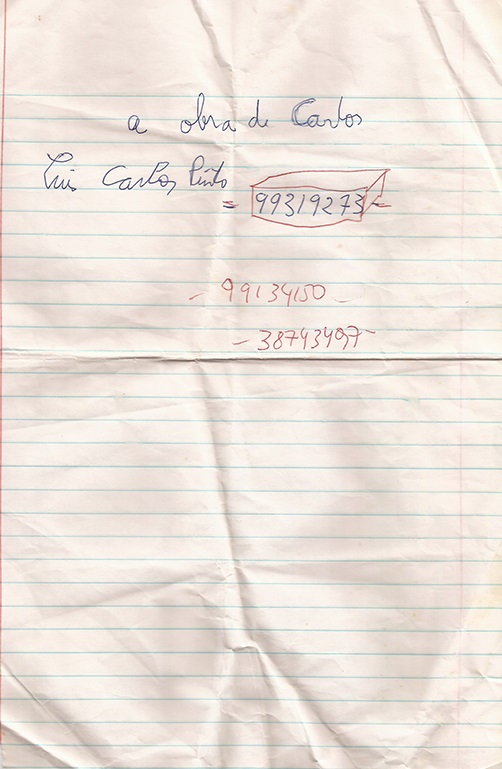 a obra de Carlos
Luis Carlos Pinto
= 99319273 =
- 99134150 -
- 38743497 -